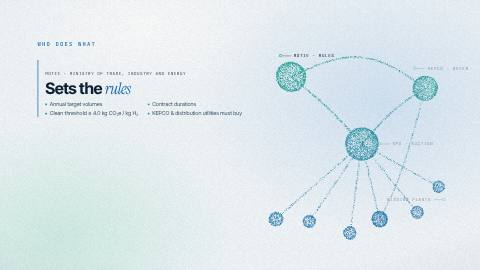 WHO DOES WHAT
MOTIE · MINISTRY OF TRADE, INDUSTRY AND ENERGY
Sets the rules
Annual target volumes
Contract durations
Clean threshold ≤ 4.0 kg CO₂e / kg H₂
KEPCO & distribution utilities must buy
MOTIE · RULES
KEPCO · BUYER
KPX · AUCTION
WINNING PLANTS